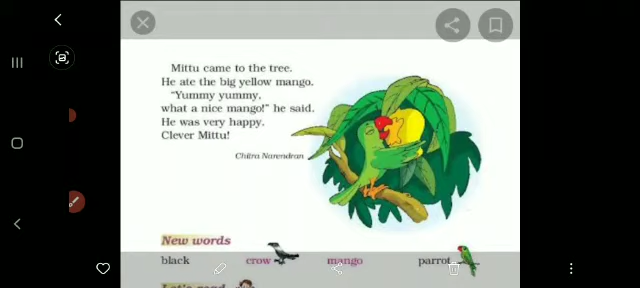 Mittu came to the tree.
He ate the big yellow mango.
"Yummy yummy,
what a nice mango!" he said.
He was very happy.
Clever Mittu!
Chitra Narendran
New words
black crow mango parrot